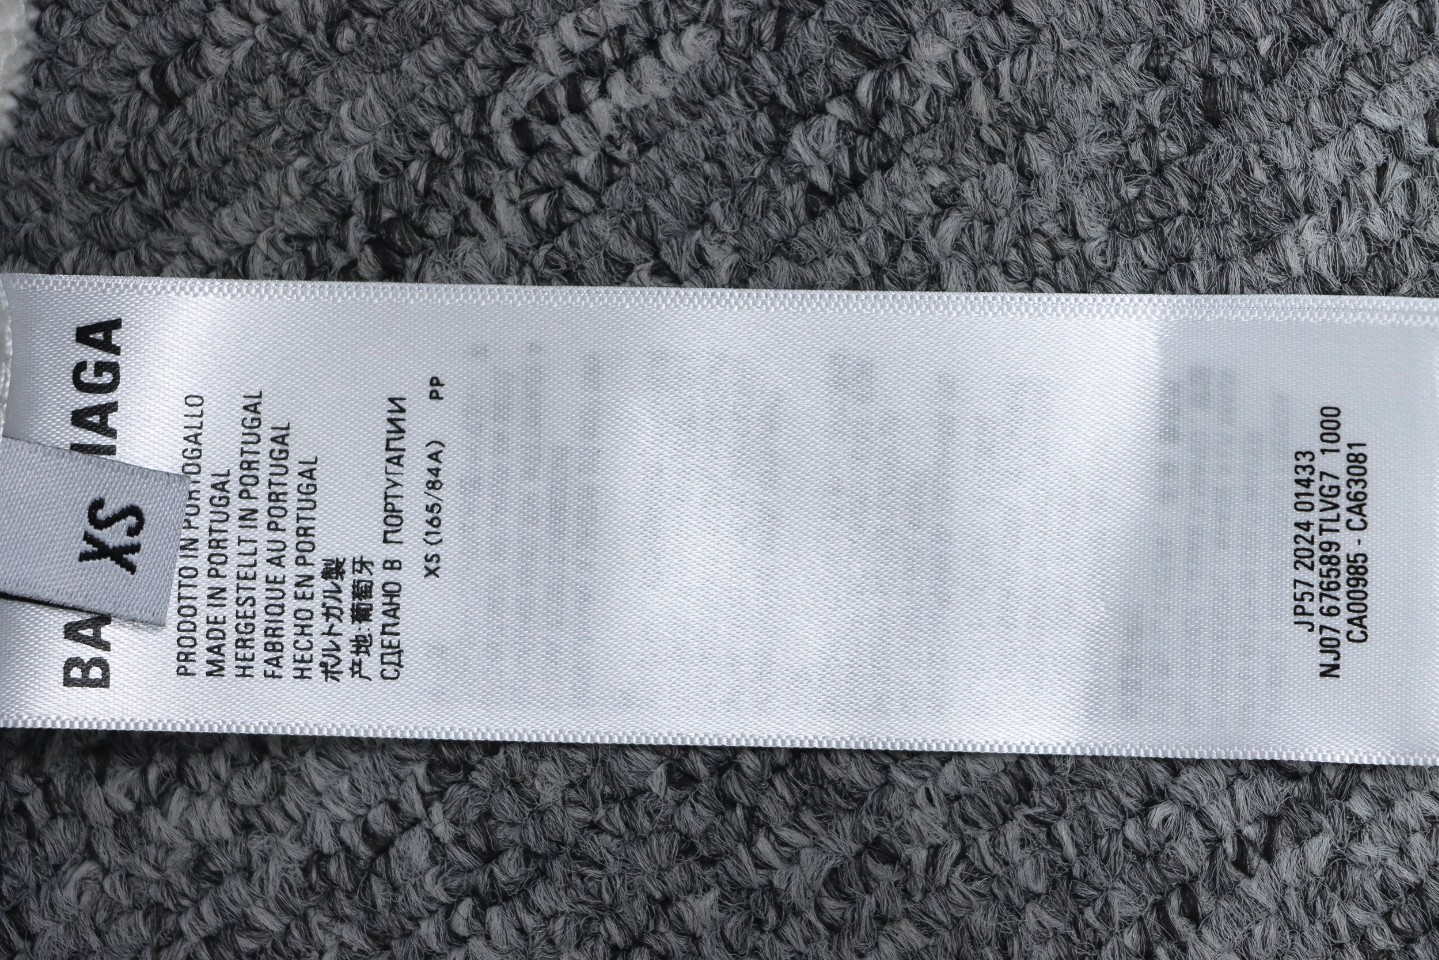 BA IAGA
XS
PRODOTTO IN PORTOGALLO
MADE IN PORTUGAL
HERGESTELLT IN PORTUGAL
FABRIQUE AU PORTUGAL
HECHO EN PORTUGAL
ポルトガル製
产地:葡萄牙
СДЕЛАНО В ПОРТУГАЛИИ
XS (165/84A) PP
JP57 2024 01433
NJ07 676589 TLVG7 1000
CA00985 - CA63081